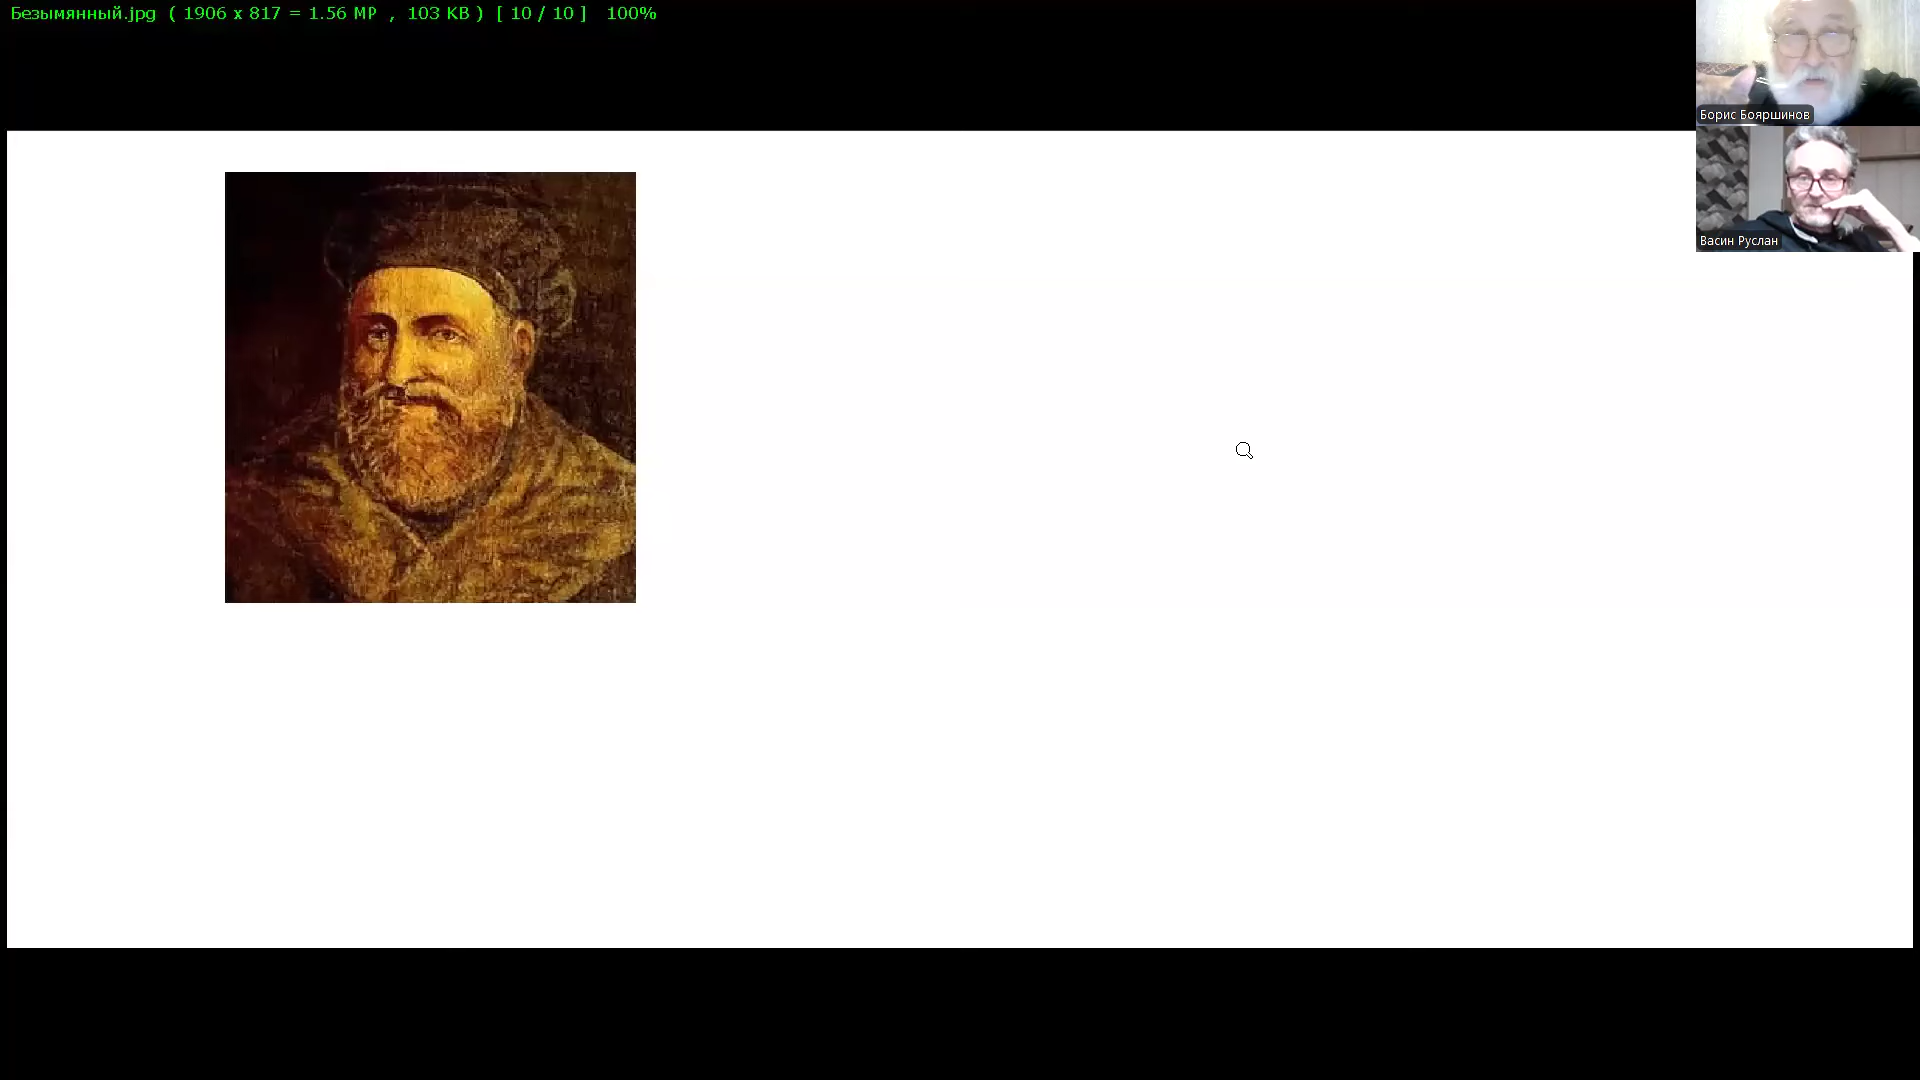 Безымянный.jpg ( 1906 x 817 = 1.56 MP , 103 KB ) [ 10 / 10 ] 100%
Борис Бояршинов
Васин Руслан